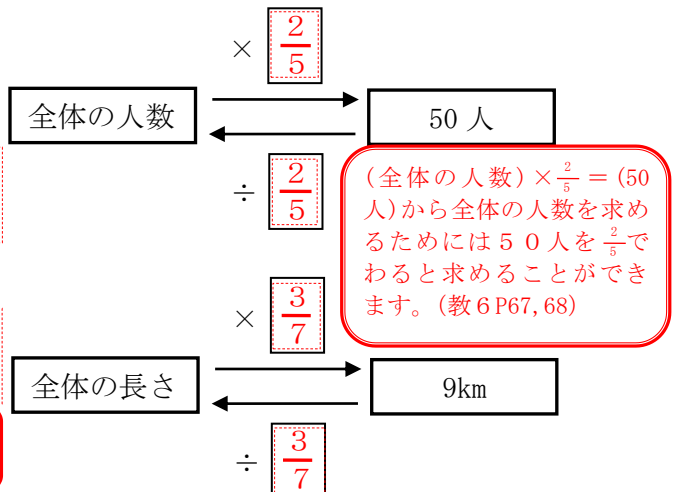 × 2/5
全体の人数
50 人
÷ 2/5
(全体の人数)×2/5＝(50
人)から全体の人数を求め
るためには５０人を2/5で
わると求めることができ
ます。(教６P67,68)
× 3/7
全体の長さ
9km
÷ 3/7